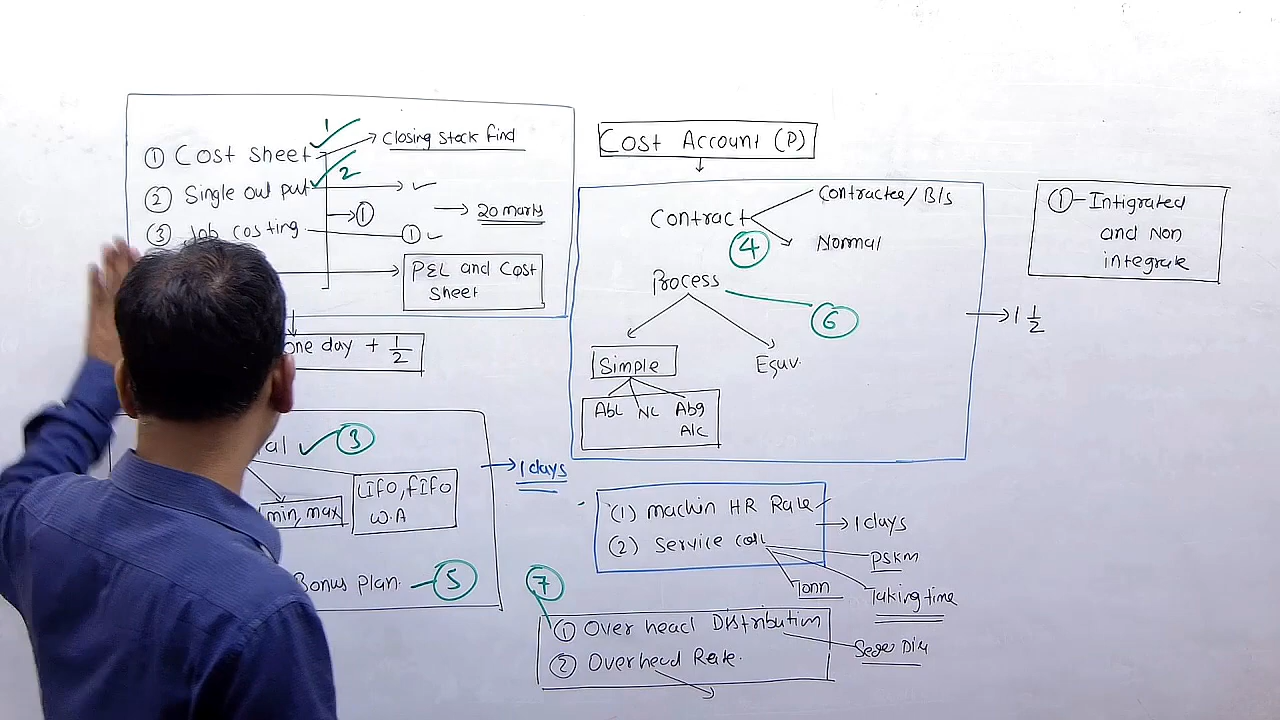 Cost Account (P)
1
① Cost sheet
Closing stock find
② Single out put
2
①
20 marks
③ Job costing
①
P&L and Cost
Sheet
one day + 1/2
Contract
Contractee/ B/s
Normal
④
Process
⑥
Simple
Equv.
Abl NL Abg
A/c
→ 1 1/2
① - Intigrated
and Non
integrate
al ③
min, max
LIFO, fIFO
W.A
1 days
Bonus plan. ⑤
(1) machin HR Rate
(2) Service cost
1 days
PSKM
Tonn
Taking time
⑦
① Over head Distribution
② Overhead Rate.